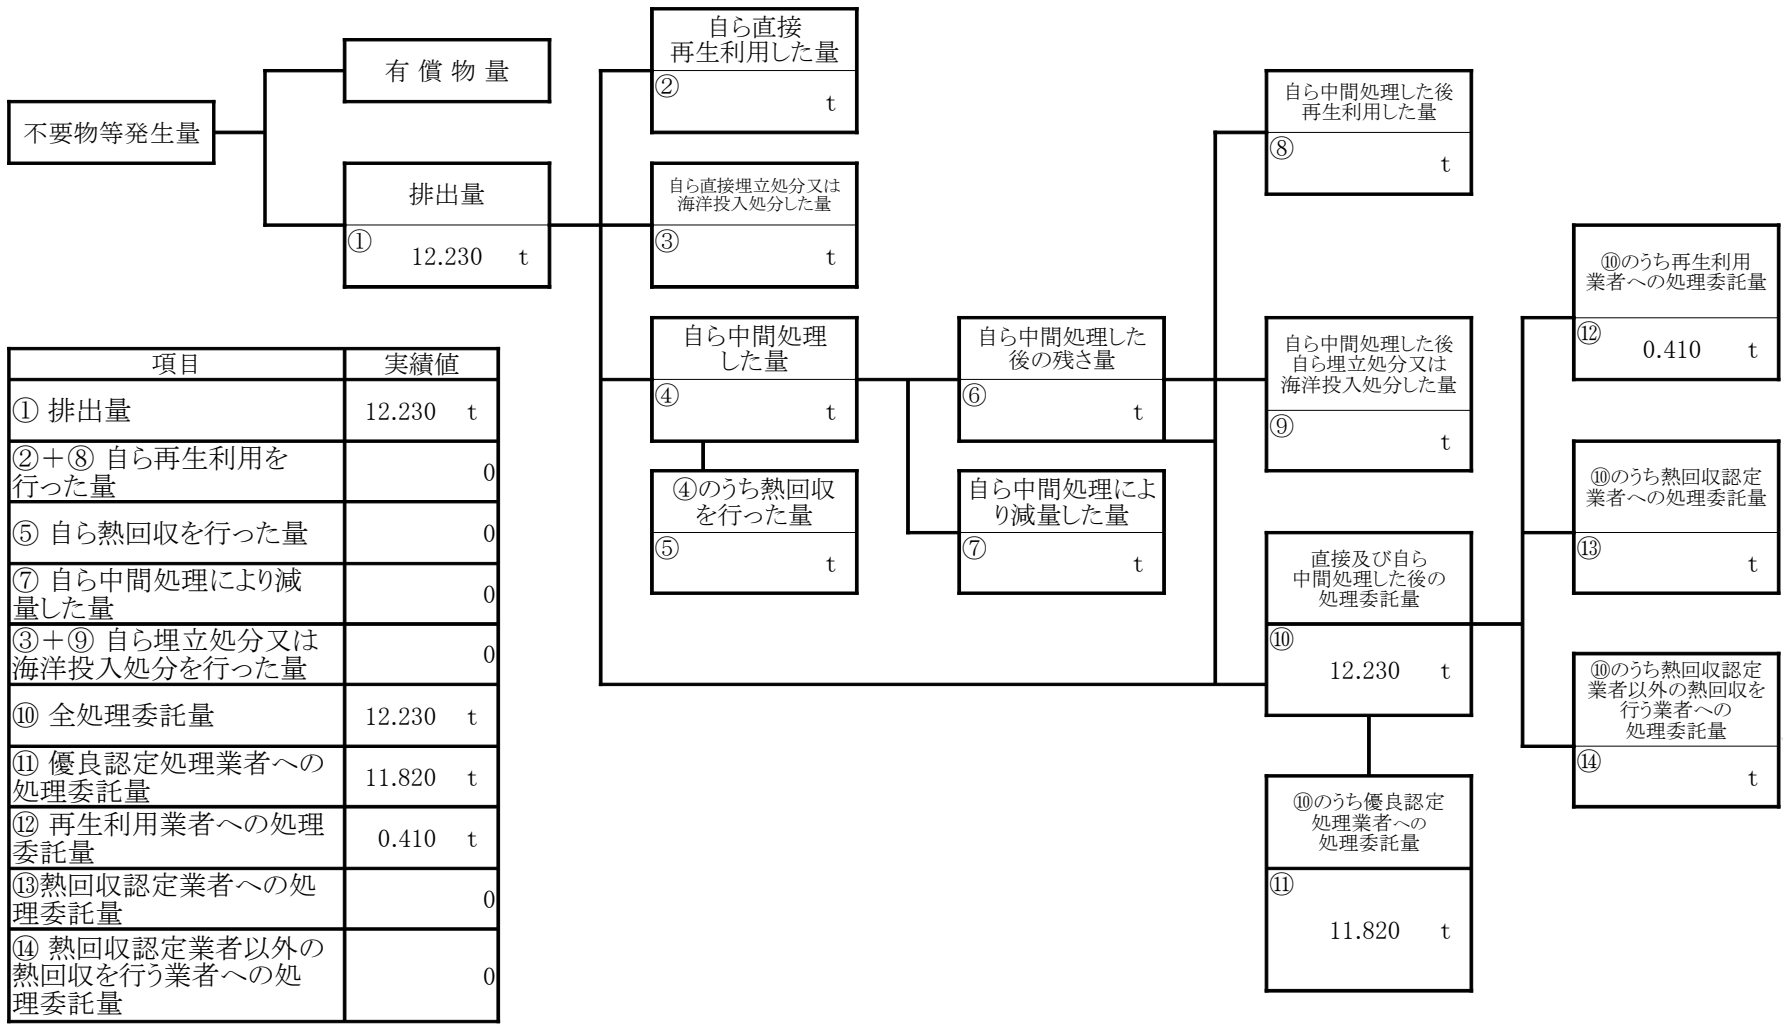 不要物等発生量
有 償 物 量
排出量
①
12.230 t
自ら直接
再生利用した量
②
t
自ら直接埋立処分又は
海洋投入処分した量
③
t
自ら中間処理
した量
④
t
④のうち熱回収
を行った量
⑤
t
自ら中間処理した
後の残さ量
⑥
t
自ら中間処理によ
り減量した量
⑦
t
自ら中間処理した後
再生利用した量
⑧
t
自ら中間処理した後
自ら埋立処分又は
海洋投入処分した量
⑨
t
直接及び自ら
中間処理した後の
処理委託量
⑩
12.230 t
⑩のうち優良認定
処理業者への
処理委託量
⑪
11.820 t
⑩のうち再生利用
業者への処理委託量
⑫
0.410 t
⑩のうち熱回収認定
業者への処理委託量
⑬
t
⑩のうち熱回収認定
業者以外の熱回収を
行う業者への
処理委託量
⑭
t
項目 実績値
① 排出量 12.230 t
②＋⑧ 自ら再生利用を
行った量
0
⑤ 自ら熱回収を行った量 0
⑦ 自ら中間処理により減
量した量
0
③＋⑨ 自ら埋立処分又は
海洋投入処分を行った量
0
⑩ 全処理委託量 12.230 t
⑪ 優良認定処理業者への
処理委託量
11.820 t
⑫ 再生利用業者への処理
委託量
0.410 t
⑬熱回収認定業者への処
理委託量
0
⑭ 熱回収認定業者以外の
熱回収を行う業者への処
理委託量
0